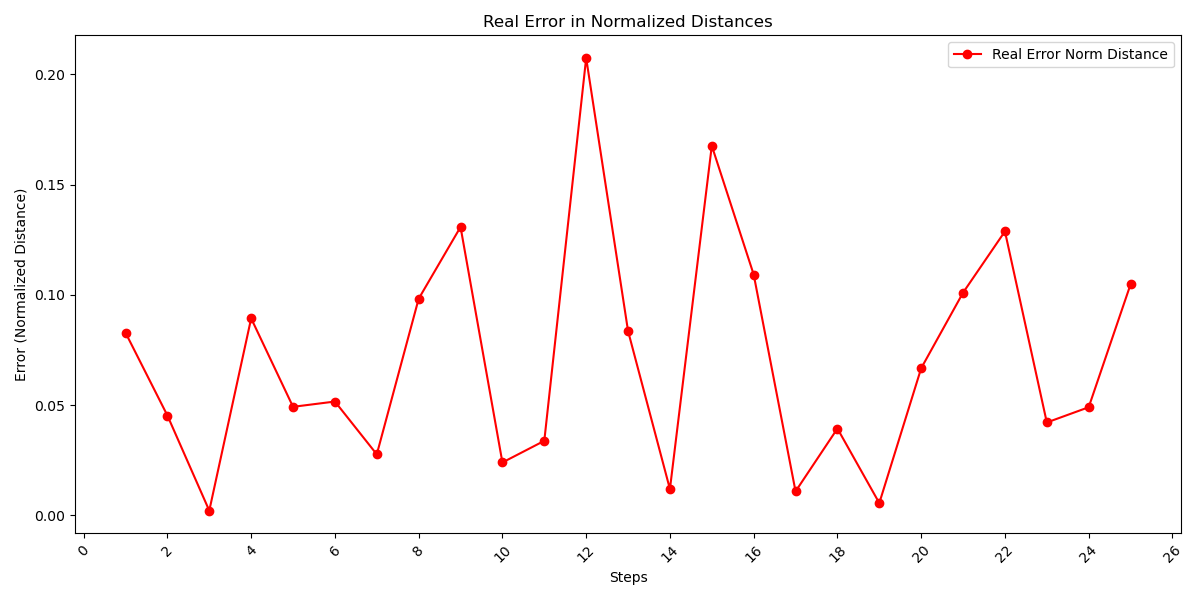 Real Error in Normalized Distances
Real Error Norm Distance
Error (Normalized Distance)
0.20
0.15
0.10
0.05
0.00
0 2 4 6 8 10 12 14 16 18 20 22 24 26
Steps